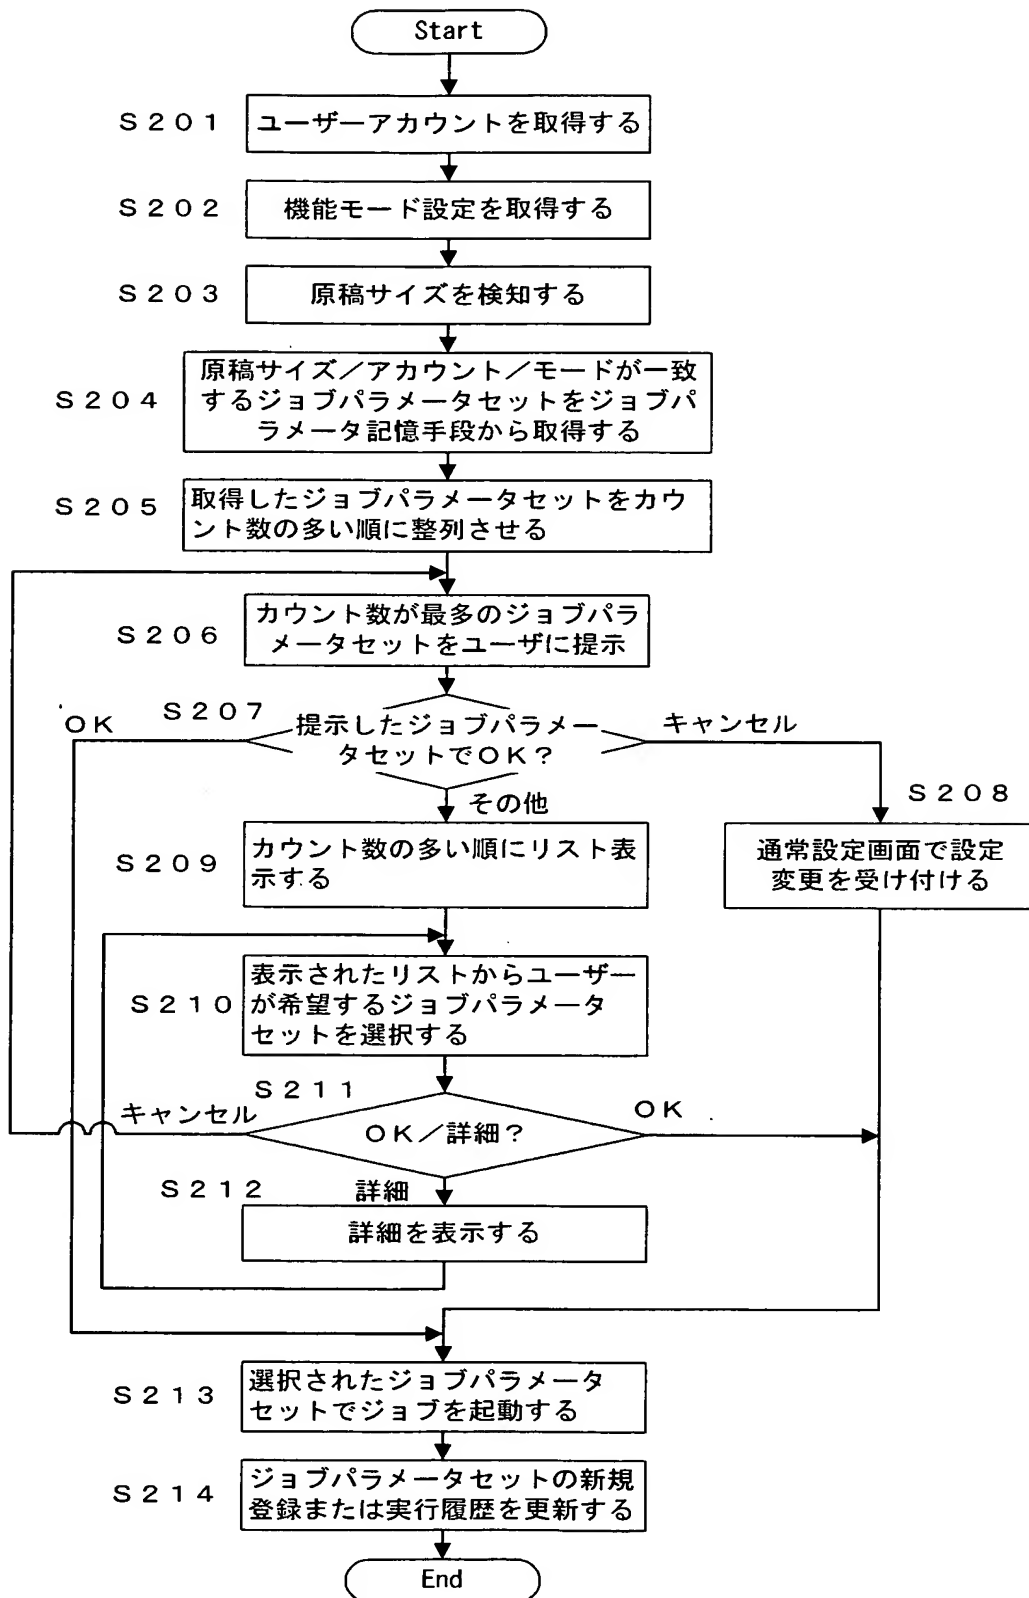 Start
S201
ユーザーアカウントを取得する
S202
機能モード設定を取得する
S203
原稿サイズを検知する
S204
原稿サイズ/アカウント/モードが一致
するジョブパラメータセットをジョブパ
ラメータ記憶手段から取得する
S205
取得したジョブパラメータセットをカウ
ント数の多い順に整列させる
S206
カウント数が最多のジョブパラ
メータセットをユーザに提示
S207
OK
提示したジョブパラメー
タセットでOK?
キャンセル
その他
S208
通常設定画面で設定
変更を受け付ける
S209
カウント数の多い順にリスト表
示する
S210
表示されたリストからユーザー
が希望するジョブパラメータ
セットを選択する
S211
キャンセル
OK/詳細?
OK
詳細
S212
詳細を表示する
S213
選択されたジョブパラメータ
セットでジョブを起動する
S214
ジョブパラメータセットの新規
登録または実行履歴を更新する
End